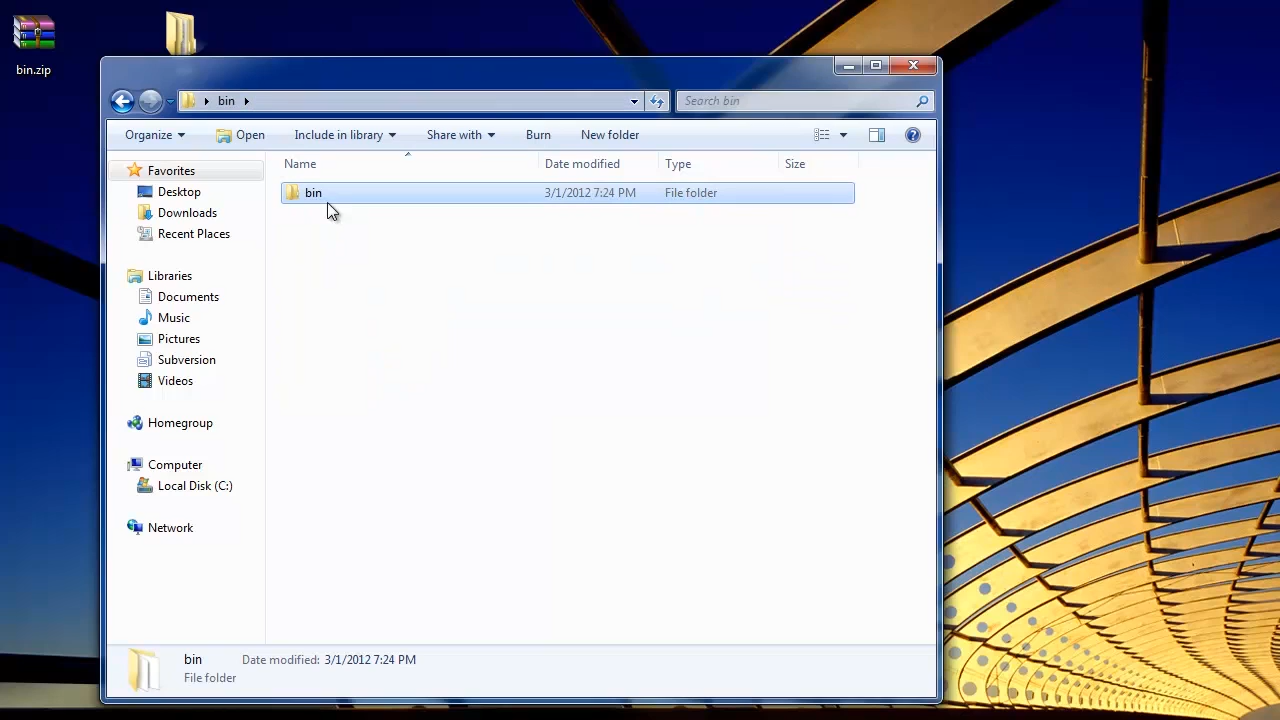 bin.zip
bin
Search bin
Organize
Open
Include in library
Share with
Burn
New folder
Name
Date modified
Type
Size
bin
3/1/2012 7:24 PM
File folder
Favorites
Desktop
Downloads
Recent Places
Libraries
Documents
Music
Pictures
Subversion
Videos
Homegroup
Computer
Local Disk (C:)
Network
bin
Date modified: 3/1/2012 7:24 PM
File folder